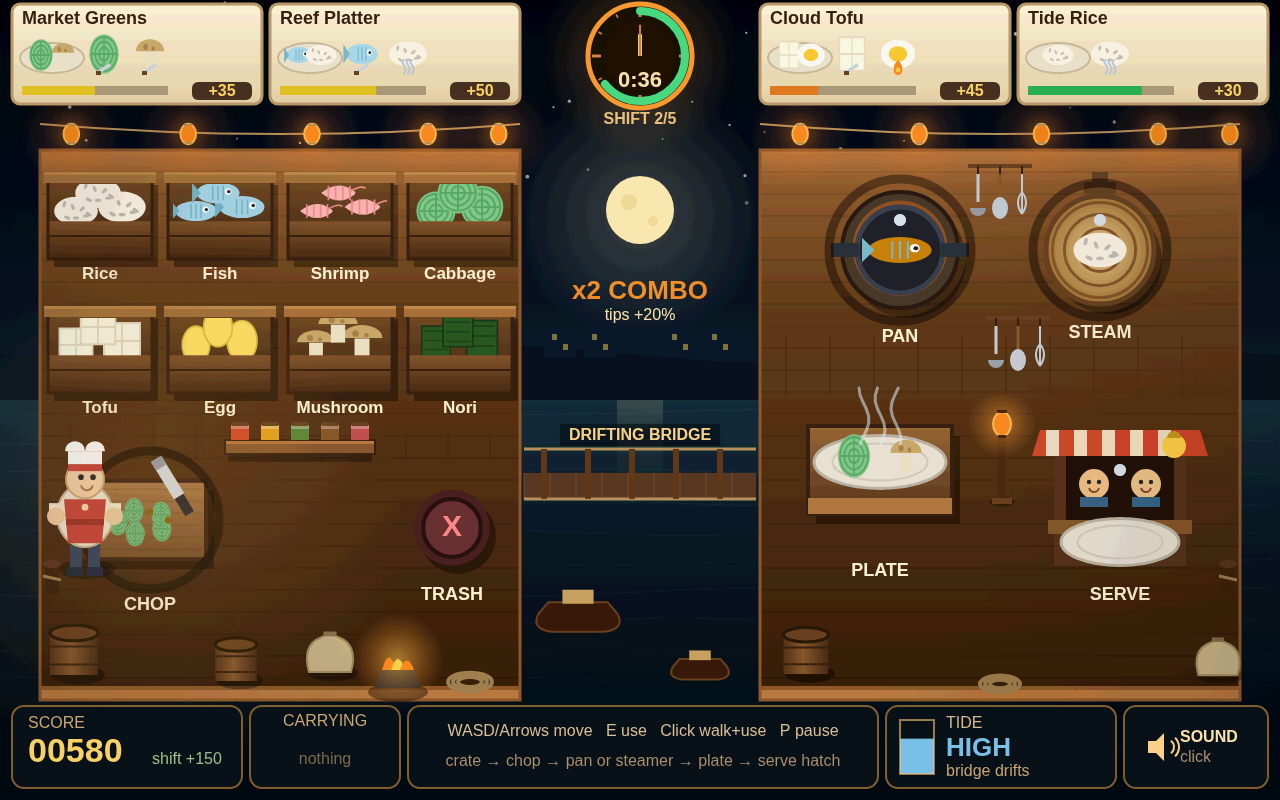 Market Greens
+35
Reef Platter
+50
0:36
SHIFT 2/5
Cloud Tofu
+45
Tide Rice
+30
Rice
Fish
Shrimp
Cabbage
Tofu
Egg
Mushroom
Nori
x2 COMBO
tips +20%
DRIFTING BRIDGE
PAN
STEAM
CHOP
X
TRASH
PLATE
SERVE
SCORE
00580
shift +150
CARRYING
nothing
WASD/Arrows move E use Click walk+use P pause
crate → chop → pan or steamer → plate → serve hatch
TIDE
HIGH
bridge drifts
SOUND
click